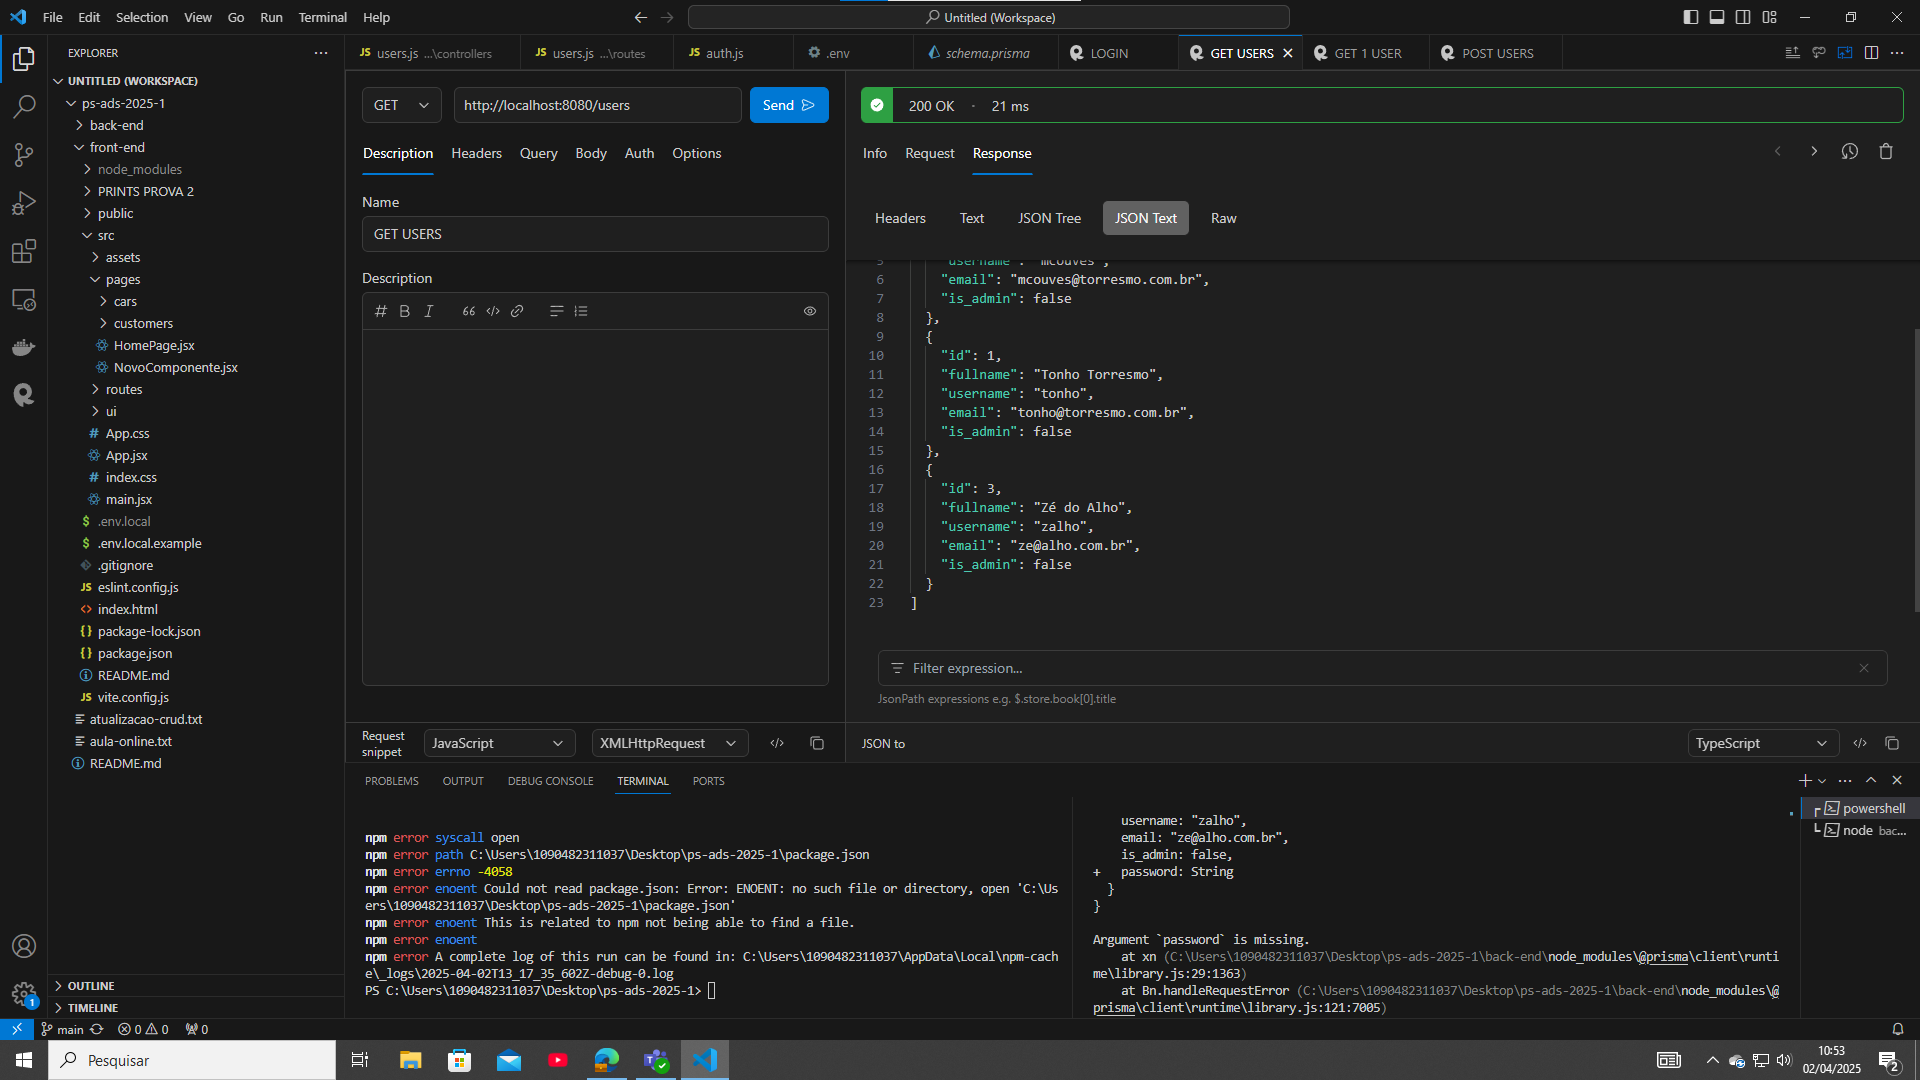 File Edit Selection View Go Run Terminal Help
Untitled (Workspace)
EXPLORER
UNTITLED (WORKSPACE)
ps-ads-2025-1
back-end
front-end
node_modules
PRINTS PROVA 2
public
src
assets
pages
cars
customers
HomePage.jsx
NovoComponente.jsx
routes
ui
# App.css
App.jsx
# index.css
main.jsx
$ .env.local
$ .env.local.example
.gitignore
JS eslint.config.js
<> index.html
{} package-lock.json
{} package.json
README.md
JS vite.config.js
atualizacao-crud.txt
aula-online.txt
README.md
OUTLINE
TIMELINE
JS users.js ...\controllers
JS users.js ...\routes
JS auth.js
.env
schema.prisma
LOGIN
GET USERS
GET 1 USER
POST USERS
GET
http://localhost:8080/users
Send
Description Headers Query Body Auth Options
Name
GET USERS
Description
Request snippet
JavaScript
XMLHttpRequest
200 OK · 21 ms
Info Request Response
Headers Text JSON Tree JSON Text Raw
5 "username": "mcouves",
6 "email": "mcouves@torresmo.com.br",
7 "is_admin": false
8 },
9 {
10 "id": 1,
11 "fullname": "Tonho Torresmo",
12 "username": "tonho",
13 "email": "tonho@torresmo.com.br",
14 "is_admin": false
15 },
16 {
17 "id": 3,
18 "fullname": "Zé do Alho",
19 "username": "zalho",
20 "email": "ze@alho.com.br",
21 "is_admin": false
22 }
23 ]
Filter expression...
JsonPath expressions e.g. $.store.book[0].title
JSON to
TypeScript
PROBLEMS OUTPUT DEBUG CONSOLE TERMINAL PORTS
npm error syscall open
npm error path C:\Users\1090482311037\Desktop\ps-ads-2025-1\package.json
npm error errno -4058
npm error enoent Could not read package.json: Error: ENOENT: no such file or directory, open 'C:\Us
ers\1090482311037\Desktop\ps-ads-2025-1\package.json'
npm error enoent This is related to npm not being able to find a file.
npm error enoent
npm error A complete log of this run can be found in: C:\Users\1090482311037\AppData\Local\npm-cach
e\_logs\2025-04-02T13_17_35_602Z-debug-0.log
PS C:\Users\1090482311037\Desktop\ps-ads-2025-1>
username: "zalho",
email: "ze@alho.com.br",
is_admin: false,
+ password: String
}
}
Argument `password` is missing.
at xn (C:\Users\1090482311037\Desktop\ps-ads-2025-1\back-end\node_modules\@prisma\client\runti
me\library.js:29:1363)
at Bn.handleRequestError (C:\Users\1090482311037\Desktop\ps-ads-2025-1\back-end\node_modules\@
prisma\client\runtime\library.js:121:7005)
powershell
node bac...
1
main 0 0 0
Pesquisar
10:53
02/04/2025
2